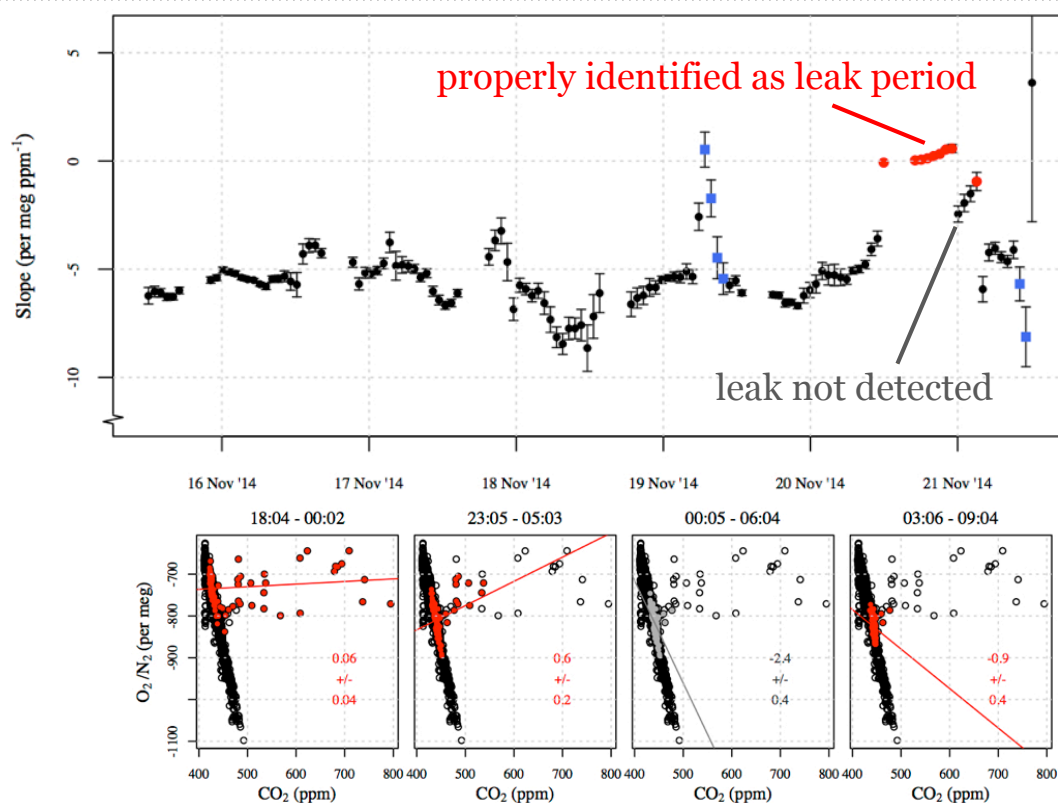 properly identified as leak period
5
0
-5
-10
Slope (per meg ppm⁻¹)
leak not detected
16 Nov '14 17 Nov '14 18 Nov '14 19 Nov '14 20 Nov '14 21 Nov '14
18:04 - 00:02 23:05 - 05:03 00:05 - 06:04 03:06 - 09:04
-700
-800
-900
-1100
O₂ /N₂ (per meg)
0.06 0.6 -2.4 -0.9
+/- +/- +/- +/-
0.04 0.2 0.4 0.4
400 500 600 700 800 400 500 600 700 800 400 500 600 700 800 400 500 600 700 800
CO₂ (ppm) CO₂ (ppm) CO₂ (ppm) CO₂ (ppm)